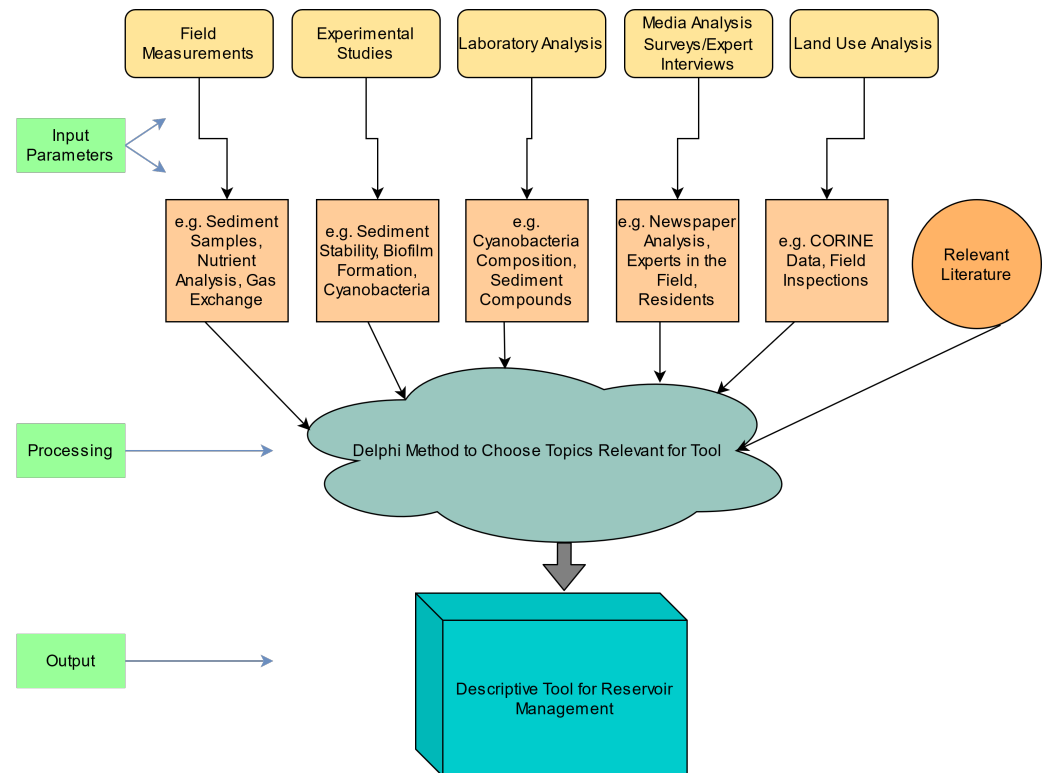 Field
Measurements
Experimental
Studies
Laboratory Analysis
Media Analysis
Surveys/Expert
Interviews
Land Use Analysis
Input
Parameters
e.g. Sediment
Samples,
Nutrient
Analysis, Gas
Exchange
e.g. Sediment
Stability, Biofilm
Formation,
Cyanobacteria
e.g.
Cyanobacteria
Composition,
Sediment
Compounds
e.g. Newspaper
Analysis,
Experts in the
Field,
Residents
e.g. CORINE
Data, Field
Inspections
Relevant
Literature
Processing
Delphi Method to Choose Topics Relevant for Tool
Output
Descriptive Tool for Reservoir
Management